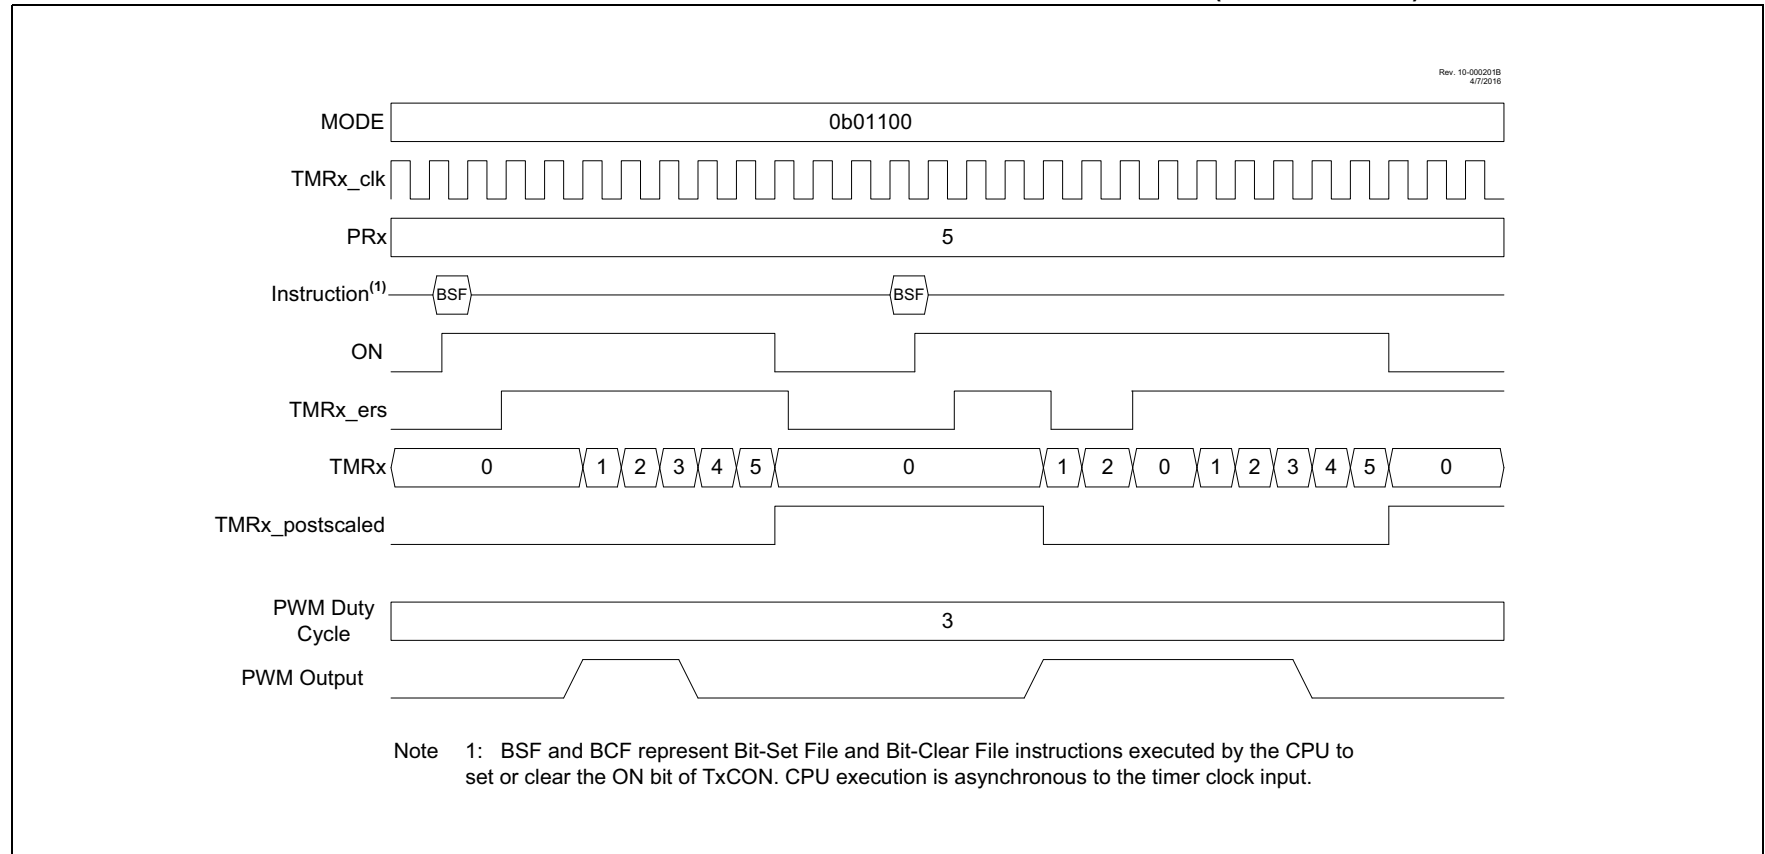 Rev. 10-000201B
4/7/2016
MODE 0b01100
TMRx_clk
PRx 5
Instruction(1) BSF BSF
ON
TMRx_ers
TMRx 0 1 2 3 4 5 0 1 2 0 1 2 3 4 5 0
TMRx_postscaled
PWM Duty
Cycle 3
PWM Output
Note 1: BSF and BCF represent Bit-Set File and Bit-Clear File instructions executed by the CPU to
set or clear the ON bit of TxCON. CPU execution is asynchronous to the timer clock input.